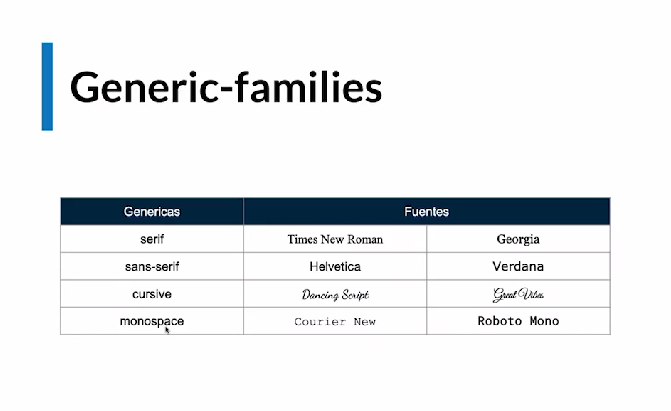 Generic-families
Genericas Fuentes
serif Times New Roman Georgia
sans-serif Helvetica Verdana
cursive Dancing Script Great Vibes
monospace Courier New Roboto Mono